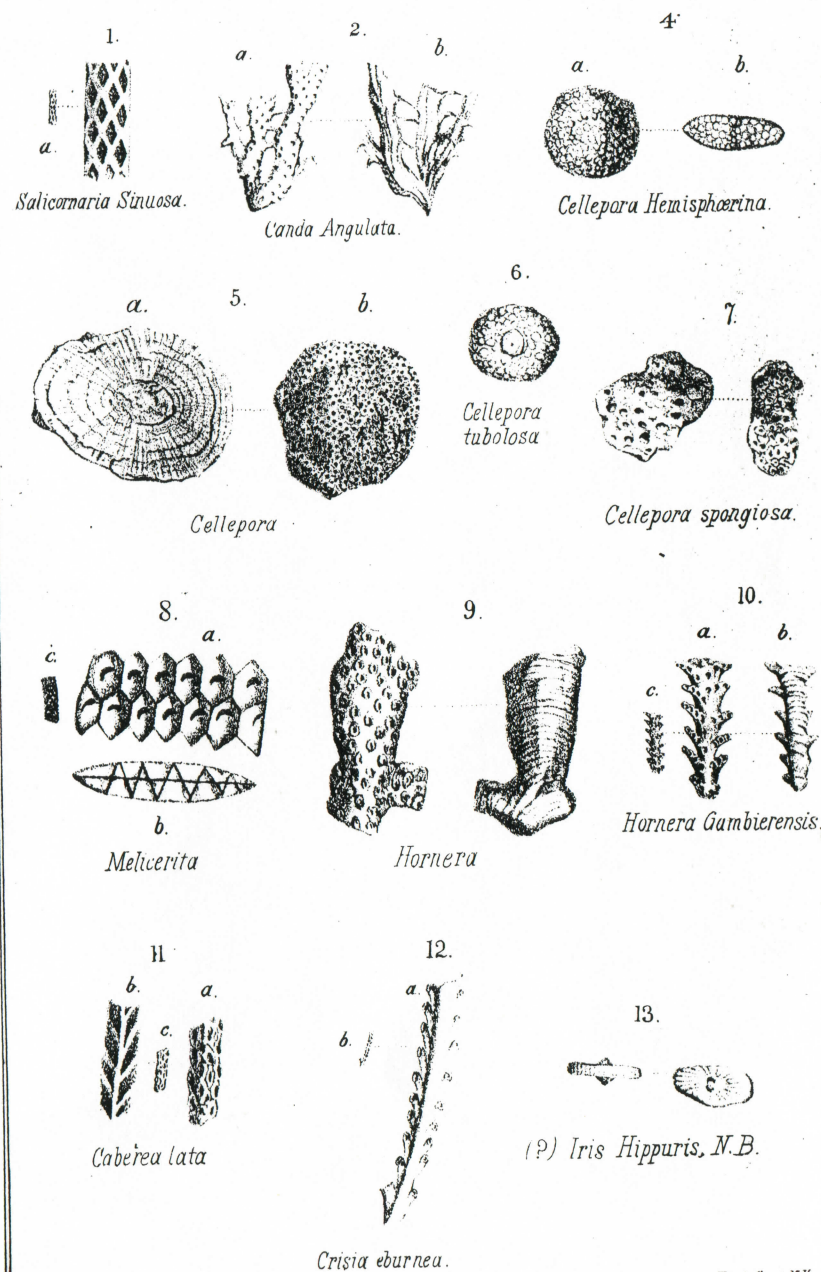 1.
2.
4
a.
b.
a.
b.
a.
Salicornaria Sinuosa.
Canda Angulata.
Cellepora Hemisphœrina.
5.
6.
7.
a.
b.
Cellepora
tubolosa
Cellepora
Cellepora spongiosa.
8.
9.
10.
a.
c.
a.
b.
c.
b.
Melicerita
Hornera
Hornera Gambierensis.
11
12.
13.
b.
a.
c.
a.
b.
Caberea lata
(?) Iris Hippuris, N.B.
Crisia eburnea.